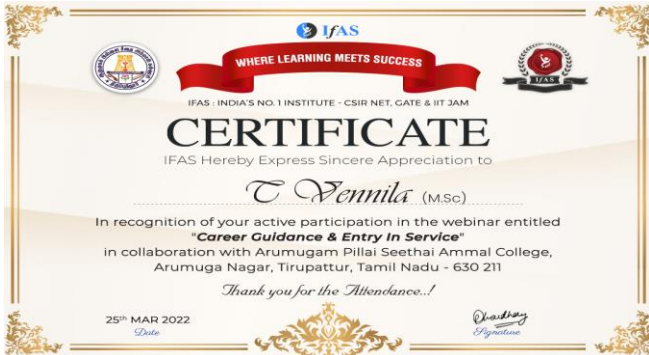 IfAS
WHERE LEARNING MEETS SUCCESS
IFAS
IFAS : INDIA'S NO. 1 INSTITUTE - CSIR NET, GATE & IIT JAM
CERTIFICATE
IFAS Hereby Express Sincere Appreciation to
T Vennila (M.Sc)
In recognition of your active participation in the webinar entitled
"Career Guidance & Entry In Service"
in collaboration with Arumugam Pillai Seethai Ammal College,
Arumuga Nagar, Tirupattur, Tamil Nadu - 630 211
Thank you for the Attendance..!
25th MAR 2022
Date
Chaudhary
Signature